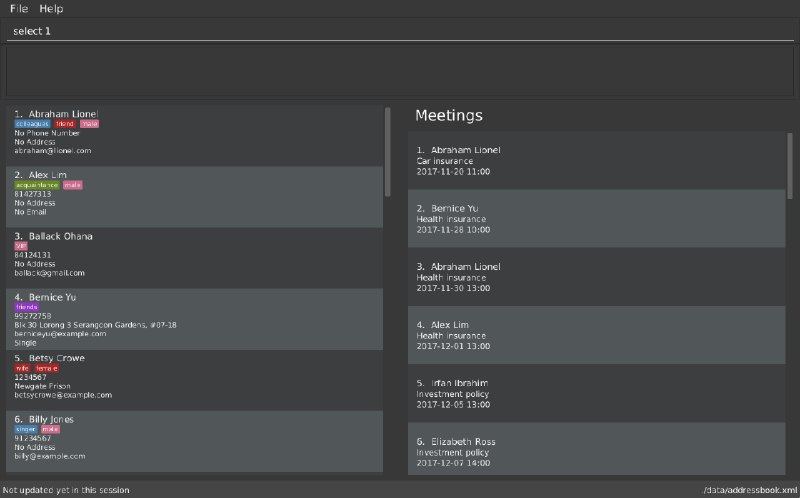 File Help
select 1
1. Abraham Lionel
colleagues friend male
No Phone Number
No Address
abraham@lionel.com
2. Alex Lim
acquaintance male
81427313
No Address
No Email
3. Ballack Ohana
VIP
84124131
No Address
ballack@gmail.com
4. Bernice Yu
friends
99272758
Blk 30 Lorong 3 Serangoon Gardens, #07-18
berniceyu@example.com
Single
5. Betsy Crowe
wife female
1234567
Newgate Prison
betsycrowe@example.com
6. Billy Jones
singer male
91234567
No Address
billy@example.com
Meetings
1. Abraham Lionel
Car insurance
2017-11-20 11:00
2. Bernice Yu
Health insurance
2017-11-28 10:00
3. Abraham Lionel
Health insurance
2017-11-30 13:00
4. Alex Lim
Health insurance
2017-12-01 13:00
5. Irfan Ibrahim
Investment policy
2017-12-05 13:00
6. Elizabeth Ross
Investment policy
2017-12-07 14:00
Not updated yet in this session
/data/addressbook.xml